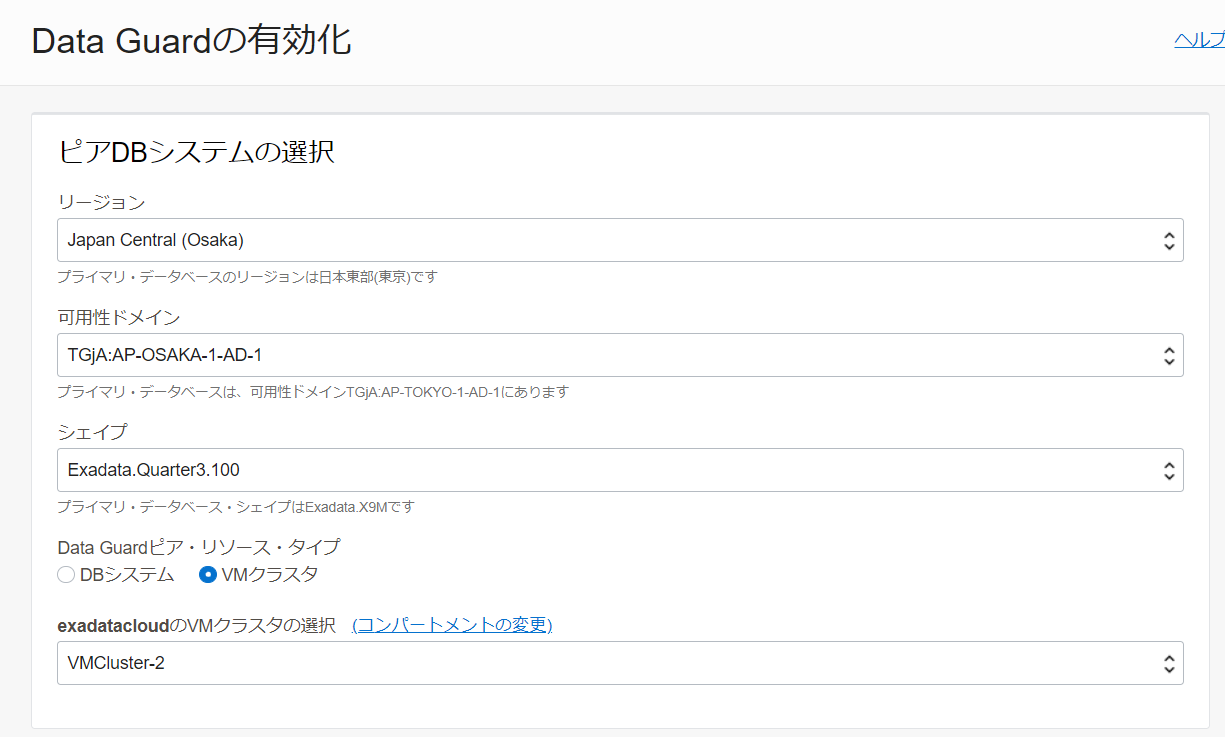 Data Guardの有効化
ヘルプ
ピアDBシステムの選択
リージョン
Japan Central (Osaka)
プライマリ・データベースのリージョンは日本東部(東京)です
可用性ドメイン
TGjA:AP-OSAKA-1-AD-1
プライマリ・データベースは、可用性ドメインTGjA:AP-TOKYO-1-AD-1にあります
シェイプ
Exadata.Quarter3.100
プライマリ・データベース・シェイプはExadata.X9Mです
Data Guardピア・リソース・タイプ
DBシステム VMクラスタ
exadatacloudのVMクラスタの選択 (コンパートメントの変更)
VMCluster-2